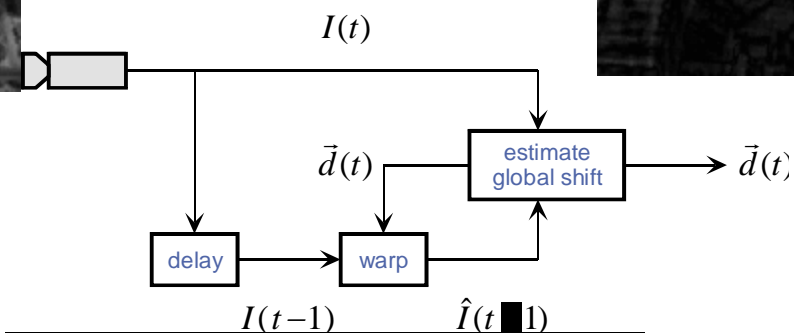 I(t)
d⃗(t)
estimate
global shift
d⃗(t)
delay
warp
I(t−1)
Î(t 1)